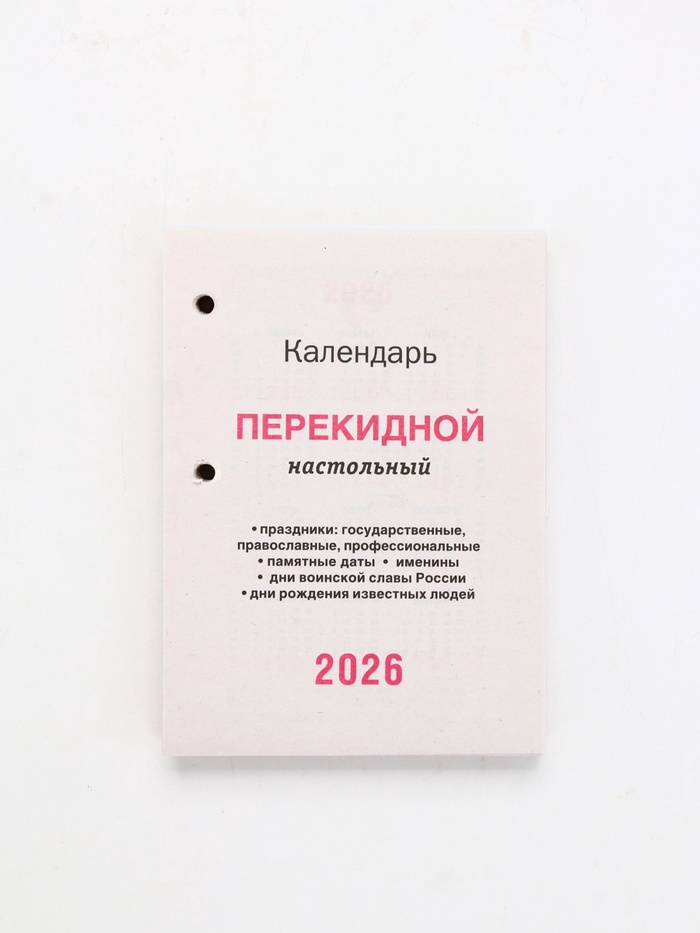 Календарь
ПЕРЕКИДНОЙ
настольный
• праздники: государственные,
православные, профессиональные
• памятные даты • именины
• дни воинской славы России
• дни рождения известных людей
2026